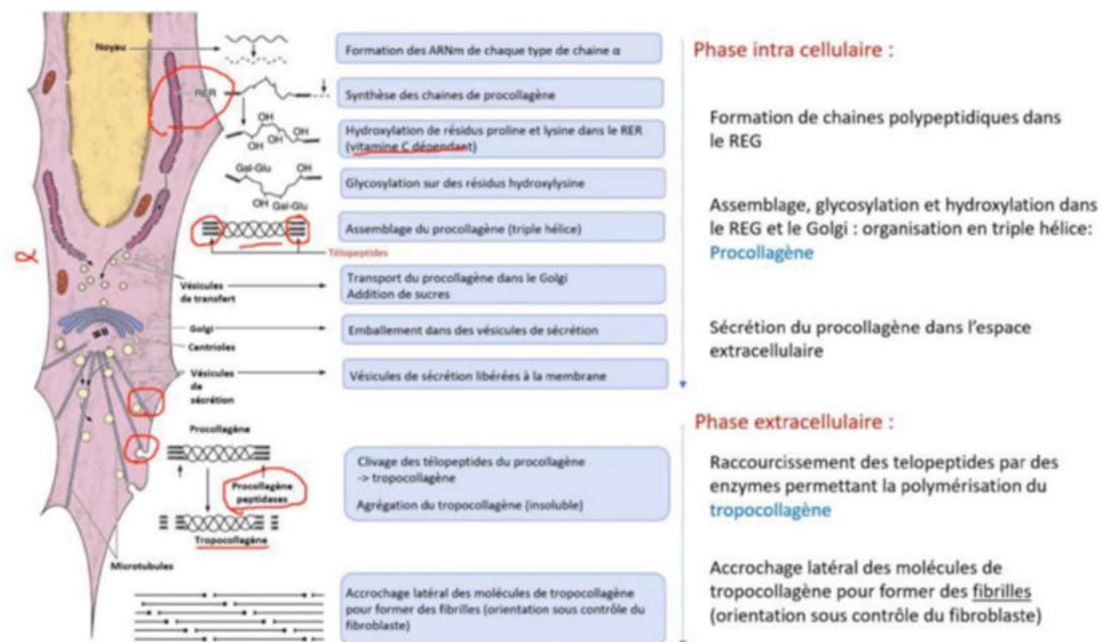 Noyau
Formation des ARNm de chaque type de chaine α
RER
Synthèse des chaines de procollagène
OH
OH
OH
OH
Hydroxylation de résidus proline et lysine dans le RER
(vitamine C dépendant)
Gal-Glu
OH
OH
Gal-Glu
Glycosylation sur des résidus hydroxylysine
Assemblage du procollagène (triple hélice)
Télopeptides
Vésicules
de transfert
Transport du procollagène dans le Golgi
Addition de sucres
Golgi
Centrioles
Emballement dans des vésicules de sécrétion
Vésicules
de
sécrétion
Vésicules de sécrétion libérées à la membrane
Procollagène
Procollagène
peptidases
Tropocollagène
Clivage des télopeptides du procollagène
-> tropocollagène
Agrégation du tropocollagène (insoluble)
Microtubules
Accrochage latéral des molécules de tropocollagène
pour former des fibrilles (orientation sous contrôle du
fibroblaste)
Phase intra cellulaire :
Formation de chaines polypeptidiques dans
le REG
Assemblage, glycosylation et hydroxylation dans
le REG et le Golgi : organisation en triple hélice:
Procollagène
Sécrétion du procollagène dans l'espace
extracellulaire
Phase extracellulaire :
Raccourcissement des telopeptides par des
enzymes permettant la polymérisation du
tropocollagène
Accrochage latéral des molécules de
tropocollagène pour former des fibrilles
(orientation sous contrôle du fibroblaste)